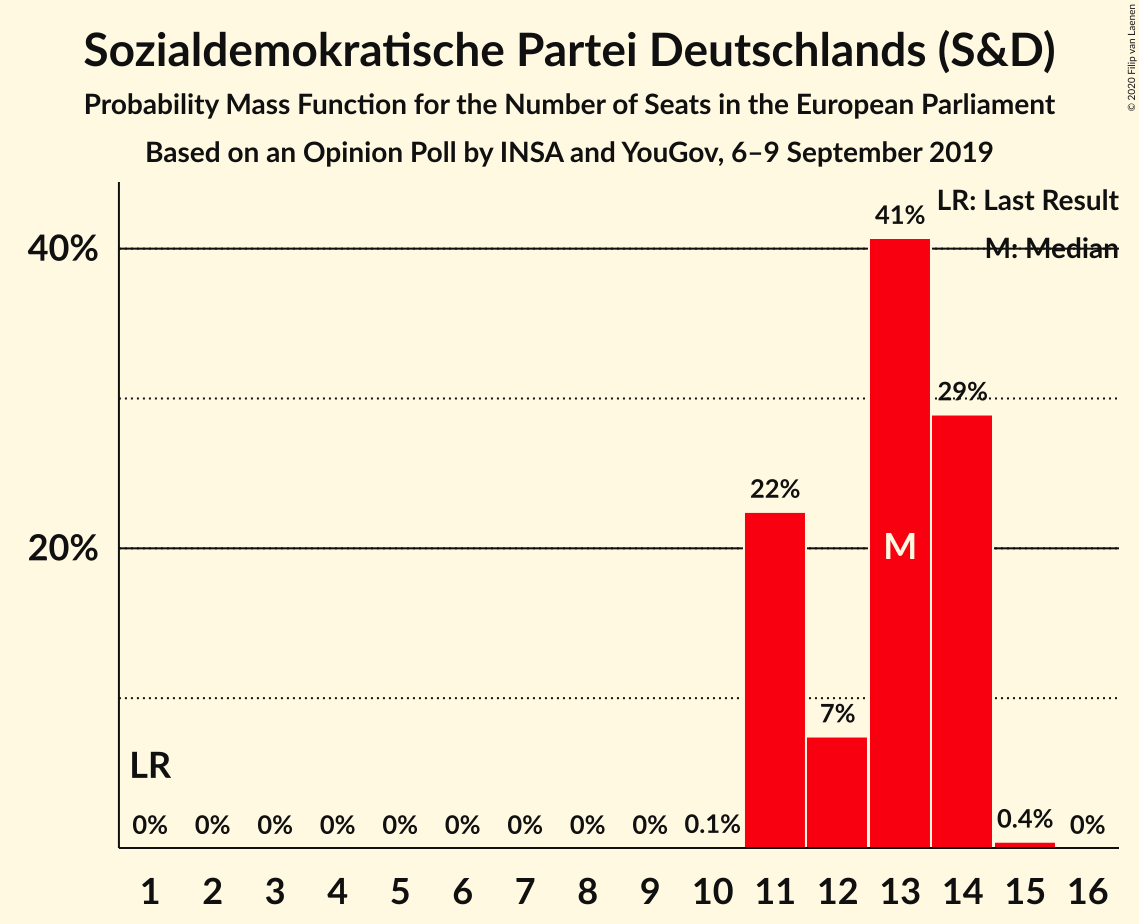 Sozialdemokratische Partei Deutschlands (S&D)
Probability Mass Function for the Number of Seats in the European Parliament
Based on an Opinion Poll by INSA and YouGov, 6–9 September 2019
© 2020 Filip van Laenen
LR: Last Result
M: Median
40%
20%
41%
29%
22%
M
7%
LR
0% 0% 0% 0% 0% 0% 0% 0% 0% 0.1% 0.4% 0%
1 2 3 4 5 6 7 8 9 10 11 12 13 14 15 16